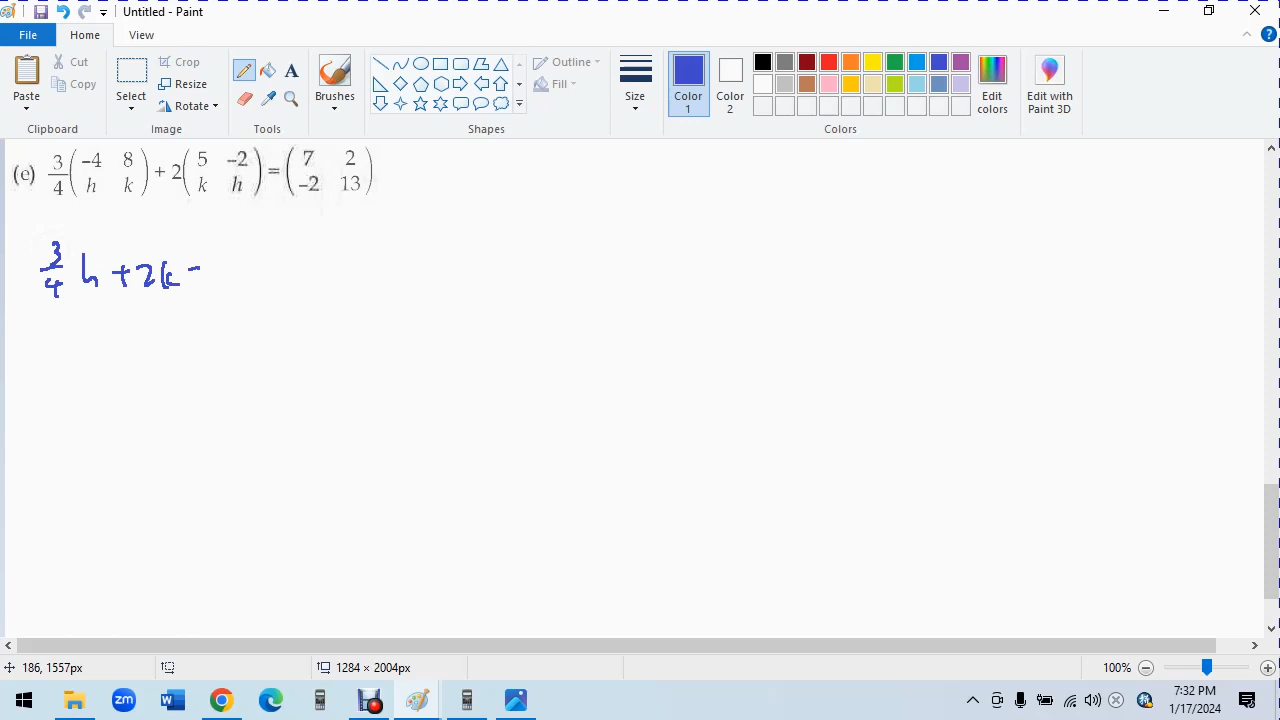 Untitled - Paint
File Home View
Paste Cut Copy Clipboard
Select Crop Resize Rotate Image
A Tools
Brushes
Outline Fill Shapes
Size
Color 1 Color 2 Edit colors Colors
Edit with Paint 3D
(e) 3/4 (−4 8 h k) + 2(5 −2 k h) = (7 2 −2 13)
3/4 h + 2k -
186, 1557px 1284 × 2004px 100%
zm W 7:32 PM
1/17/2024